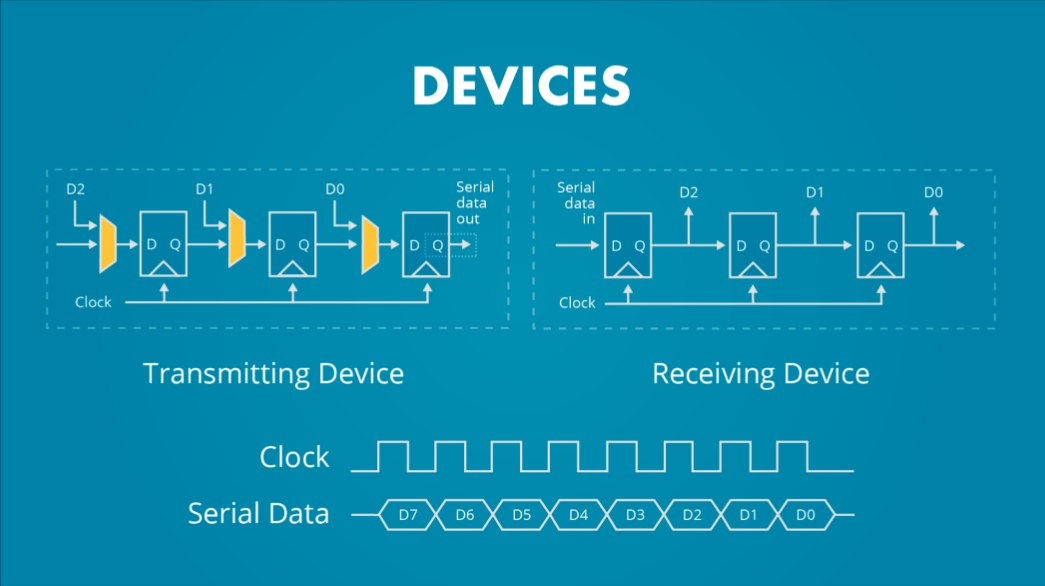 DEVICES
D2
D1
D0
Serial
data
out
D Q
D Q
D Q
Clock
Serial
data
in
D2
D1
D0
D Q
D Q
D Q
Clock
Transmitting Device
Receiving Device
Clock
Serial Data
D7 D6 D5 D4 D3 D2 D1 D0